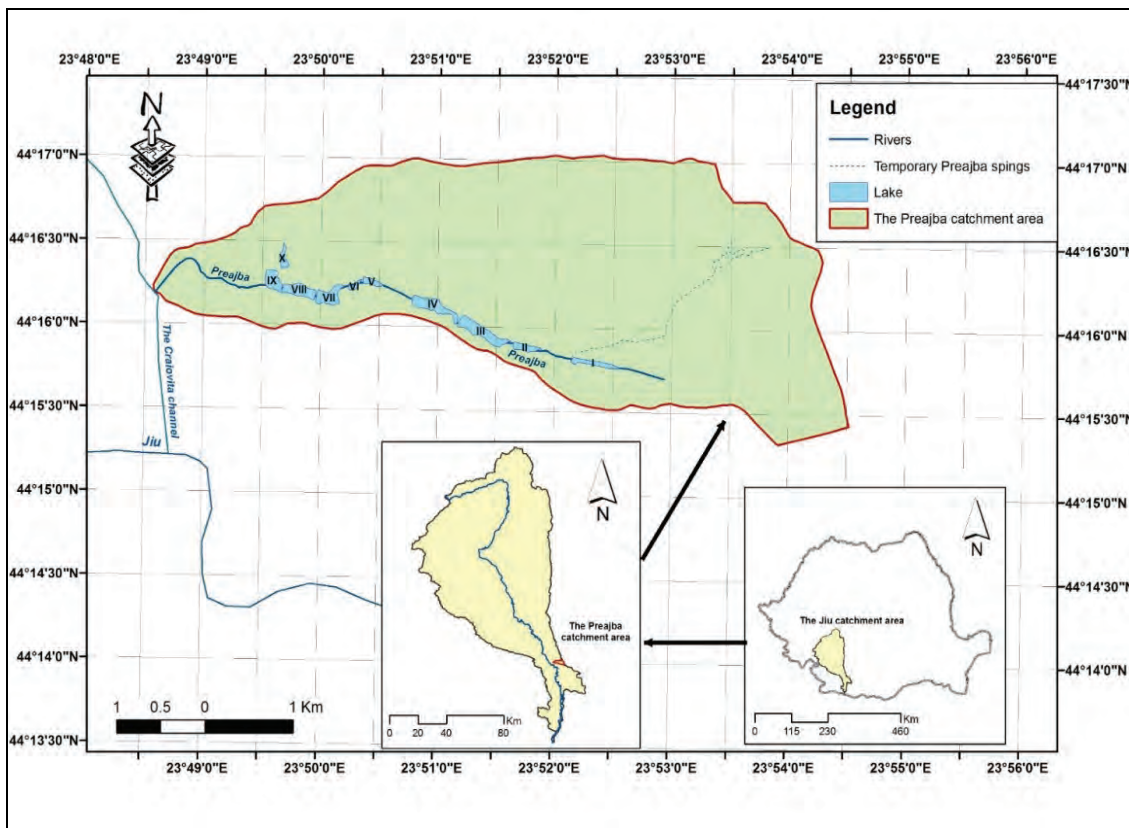 23°48'0"E 23°49'0"E 23°50'0"E 23°51'0"E 23°52'0"E 23°53'0"E 23°54'0"E 23°55'0"E 23°56'0"E
44°17'30"N
N
Legend
Rivers
Temporary Preajba spings
Lake
The Preajba catchment area
44°17'0"N
44°17'0"N
44°16'30"N
44°16'30"N
X
Preajba
IX
VIII
VII
VI
V
IV
III
II
I
Preajba
44°16'0"N
44°16'0"N
The Craiovita channel
44°15'30"N
44°15'30"N
Jiu
44°15'0"N
44°15'0"N
N
The Preajba
catchment area
Km
0 20 40 80
N
The Jiu catchment area
Km
0 115 230 460
44°14'30"N
44°14'30"N
44°14'0"N
44°14'0"N
1 0.5 0 1 Km
44°13'30"N
23°49'0"E 23°50'0"E 23°51'0"E 23°52'0"E 23°53'0"E 23°54'0"E 23°55'0"E 23°56'0"E